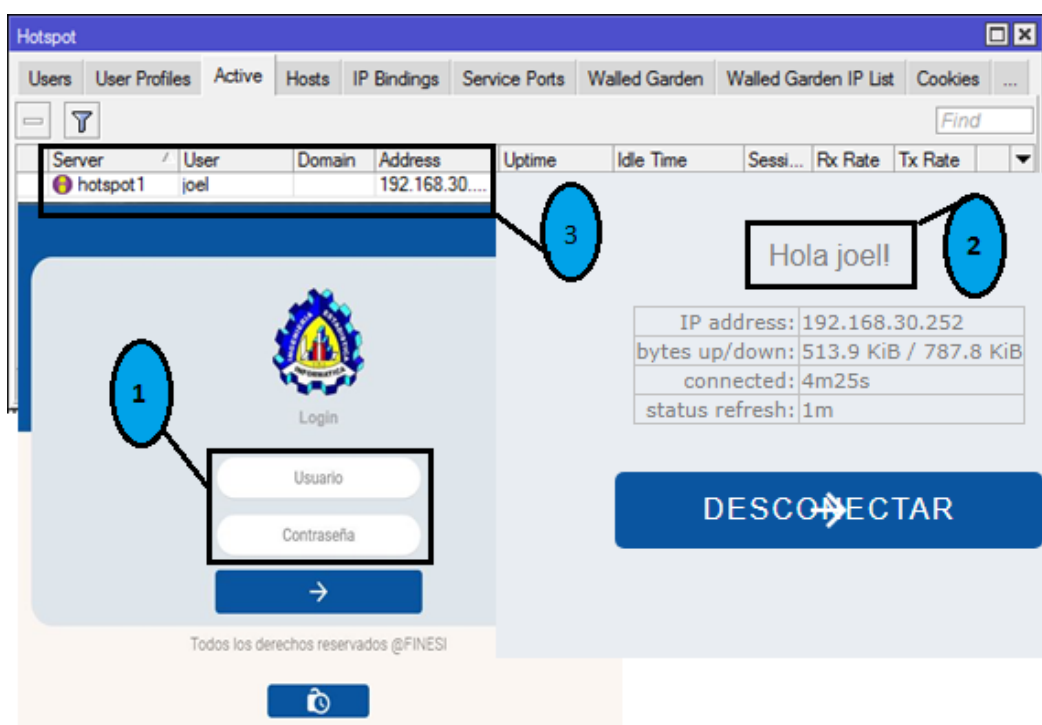 Hotspot
Users User Profiles Active Hosts IP Bindings Service Ports Walled Garden Walled Garden IP List Cookies ...
Find
Server User Domain Address Uptime Idle Time Sessi... Rx Rate Tx Rate
hotspot1 joel 192.168.30....
3
2
Hola joel!
IP address: 192.168.30.252
bytes up/down: 513.9 KiB / 787.8 KiB
connected: 4m25s
status refresh: 1m
DESCONECTAR
INGENIERIA ESTADISTICA
INFORMATICA
1
Login
Usuario
Contraseña
Todos los derechos reservados @FINESI